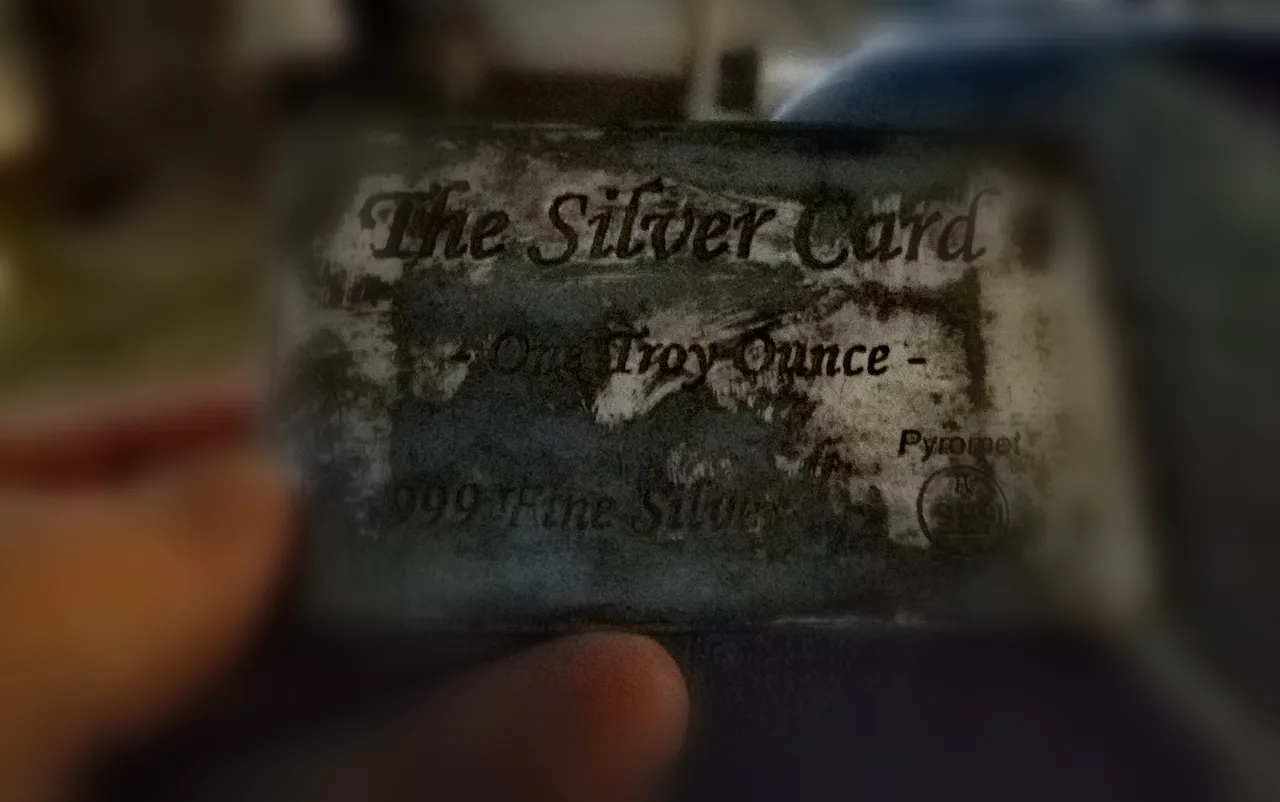 The Silver Card
- One Troy Ounce -
Pyromet
999 Fine Silver